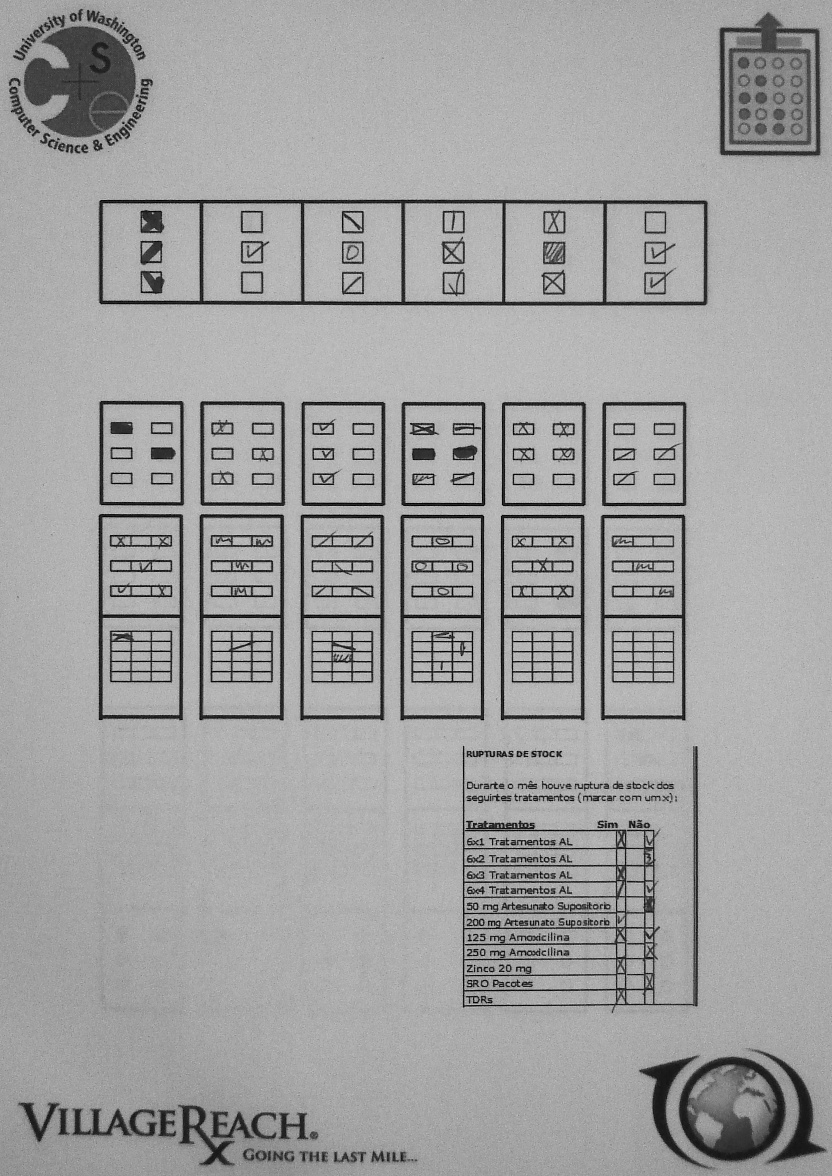 University of Washington
CS
Computer Science & Engineering
RUPTURAS DE STOCK
Durante o mês houve ruptura de stock dos
seguintes tratamentos (marcar com um x):
Tratamentos Sim Não
6x1 Tratamentos AL
6x2 Tratamentos AL
6x3 Tratamentos AL
6x4 Tratamentos AL
50 mg Artesunato Supositorio
200 mg Artesunato Supositorio
125 mg Amoxicilina
250 mg Amoxicilina
Zinco 20 mg
SRO Pacotes
TDRs
VILLAGEREACH®
GOING THE LAST MILE...